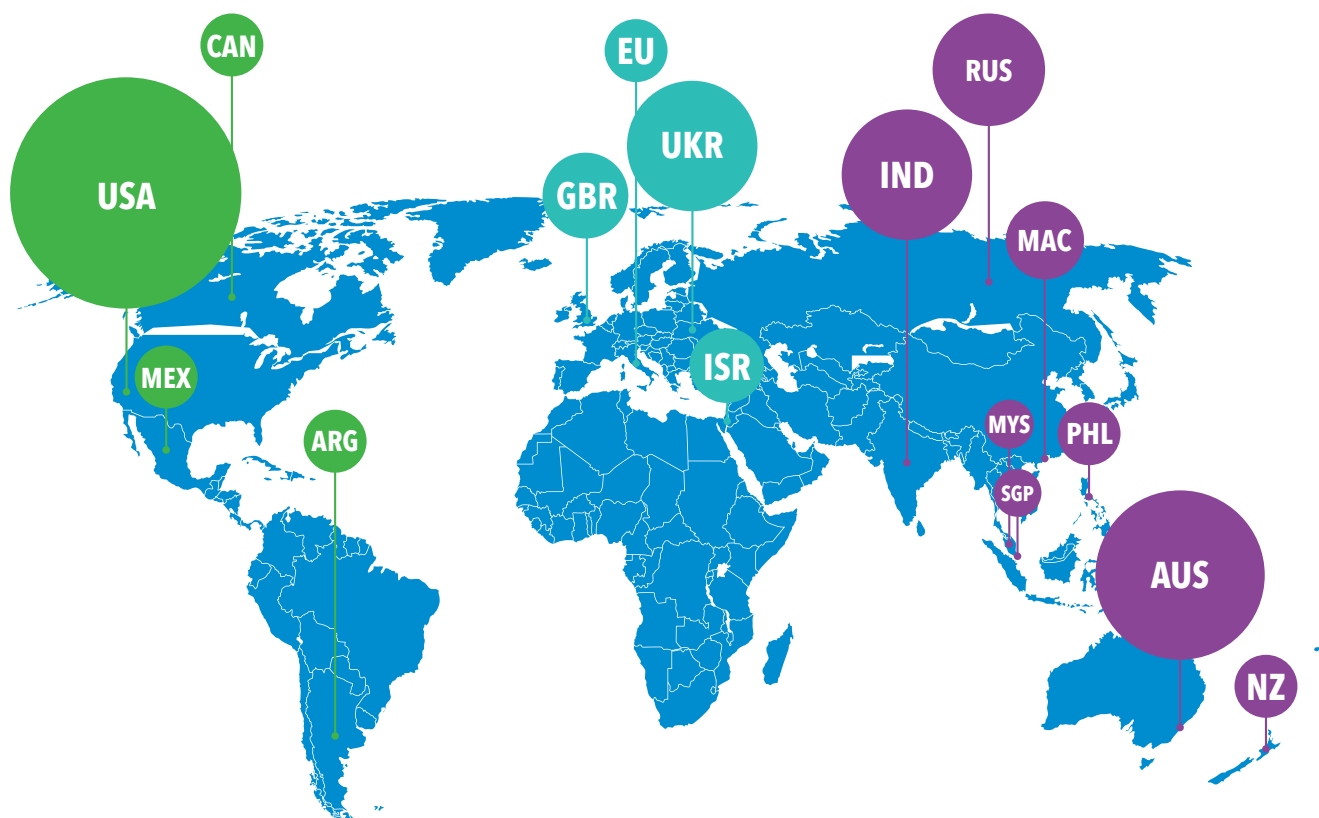 CAN
EU
RUS
UKR
IND
USA
GBR
MAC
ISR
MEX
MYS
PHL
ARG
SGP
AUS
NZ